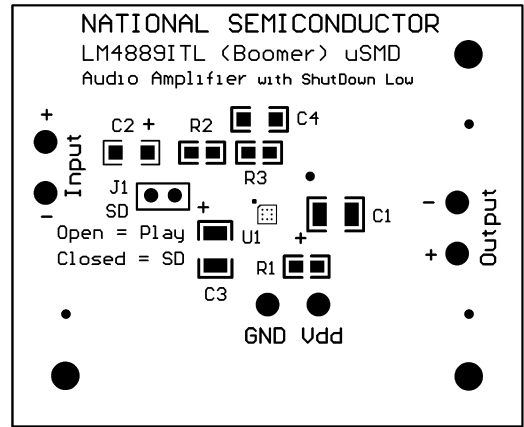 NATIONAL SEMICONDUCTOR
LM4889ITL (Boomer) uSMD
Audio Amplifier with ShutDown Low
+
Input
-
C2 +
R2
C4
R3
J1
SD
+
U1
C1
-
Output
+
Open = Play
Closed = SD
C3
+
R1
GND Vdd